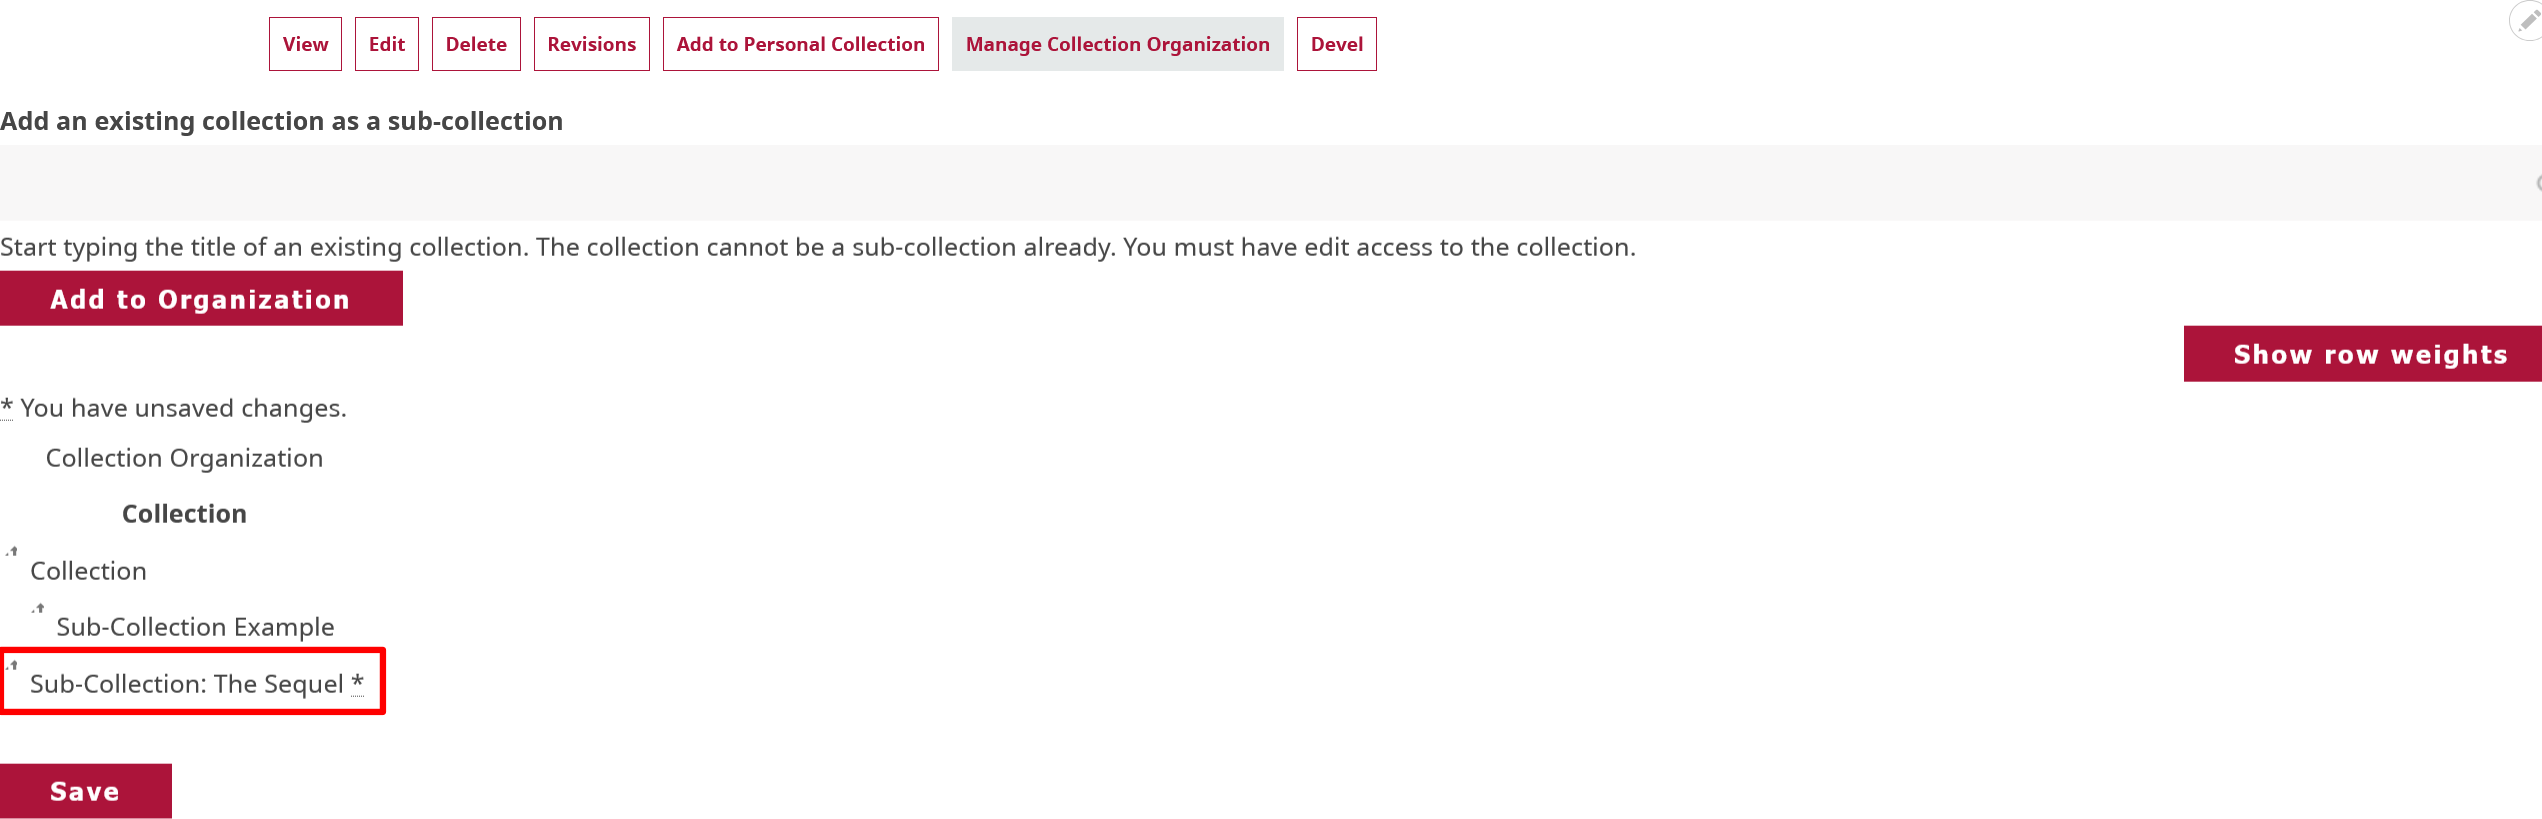 View Edit Delete Revisions Add to Personal Collection Manage Collection Organization Devel
Add an existing collection as a sub-collection
Start typing the title of an existing collection. The collection cannot be a sub-collection already. You must have edit access to the collection.
Add to Organization
Show row weights
* You have unsaved changes.
Collection Organization
Collection
Collection
Sub-Collection Example
Sub-Collection: The Sequel *
Save